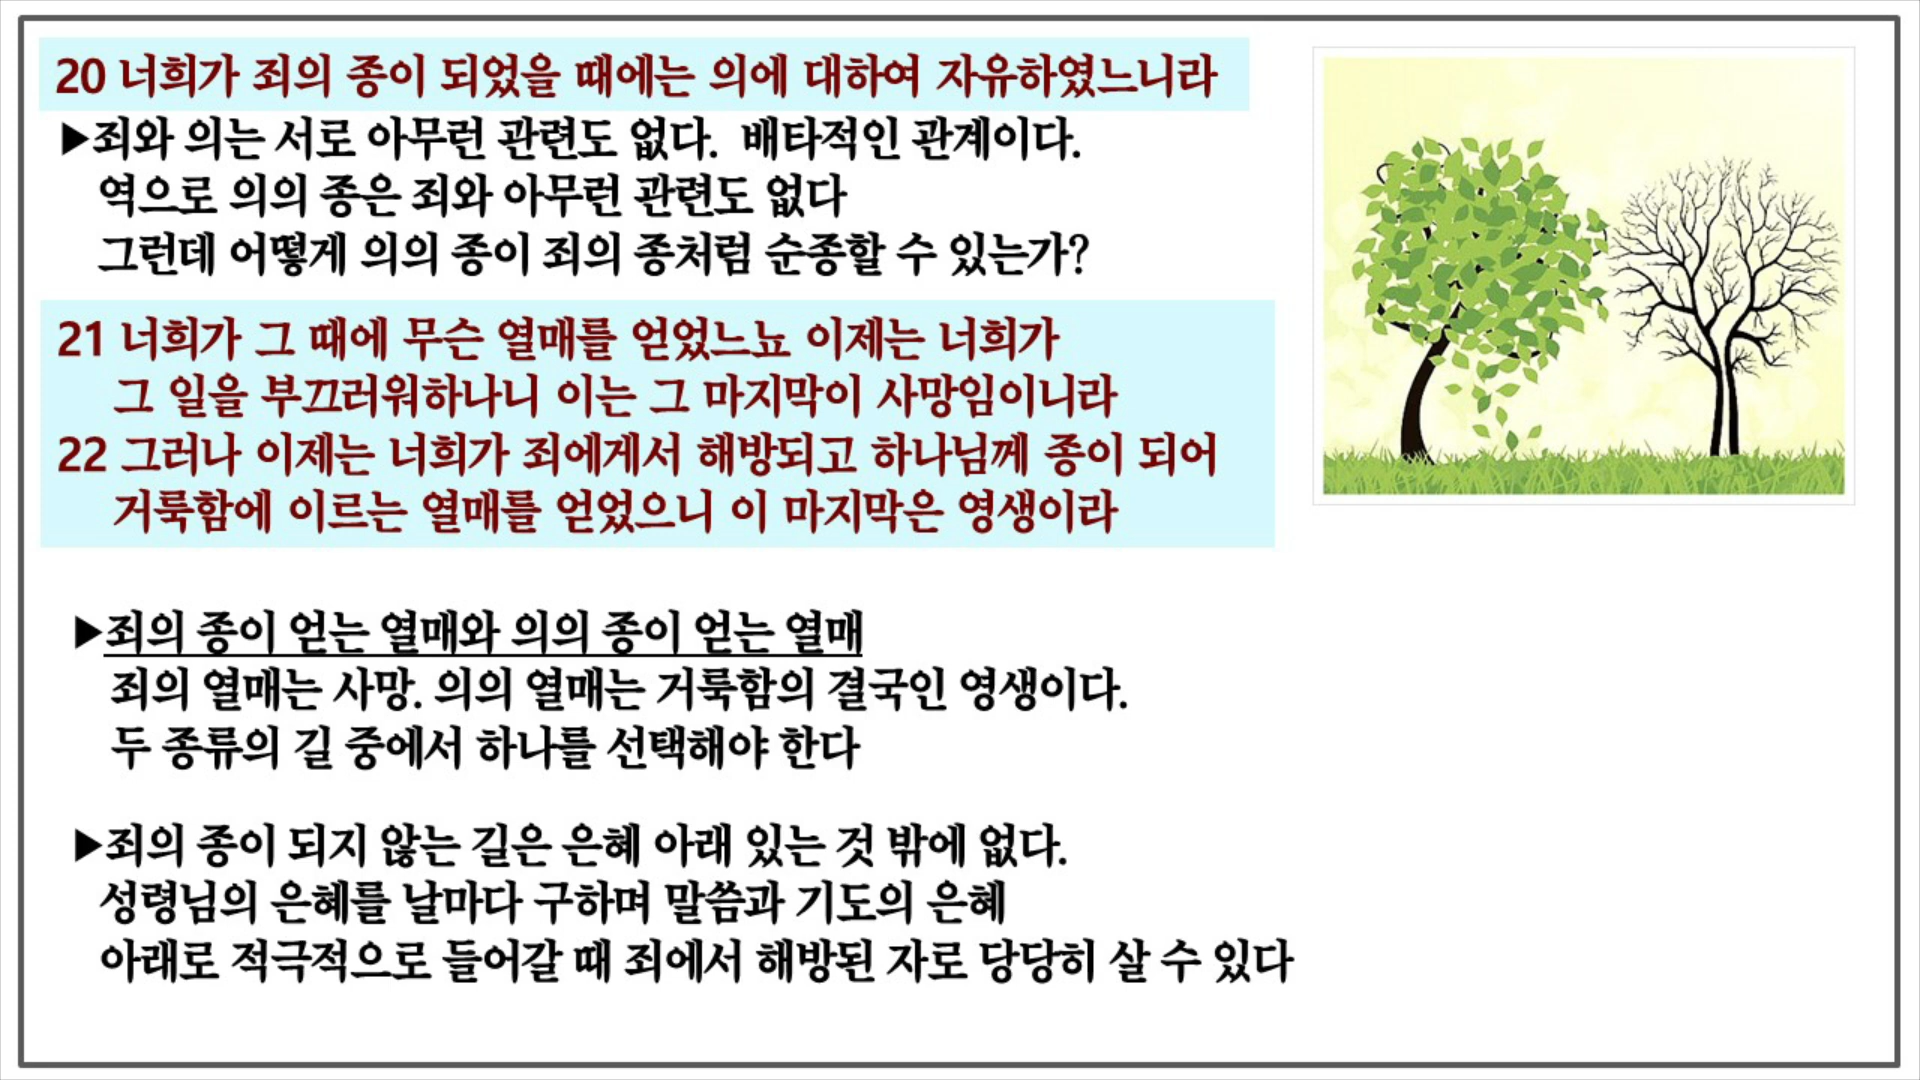 20 너희가 죄의 종이 되었을 때에는 의에 대하여 자유하였느니라
▶죄와 의는 서로 아무런 관련도 없다. 배타적인 관계이다.
역으로 의의 종은 죄와 아무런 관련도 없다
그런데 어떻게 의의 종이 죄의 종처럼 순종할 수 있는가?
21 너희가 그 때에 무슨 열매를 얻었느뇨 이제는 너희가
그 일을 부끄러워하나니 이는 그 마지막이 사망임이니라
22 그러나 이제는 너희가 죄에게서 해방되고 하나님께 종이 되어
거룩함에 이르는 열매를 얻었으니 이 마지막은 영생이라
▶죄의 종이 얻는 열매와 의의 종이 얻는 열매
죄의 열매는 사망. 의의 열매는 거룩함의 결국인 영생이다.
두 종류의 길 중에서 하나를 선택해야 한다
▶죄의 종이 되지 않는 길은 은혜 아래 있는 것 밖에 없다.
성령님의 은혜를 날마다 구하며 말씀과 기도의 은혜
아래로 적극적으로 들어갈 때 죄에서 해방된 자로 당당히 살 수 있다